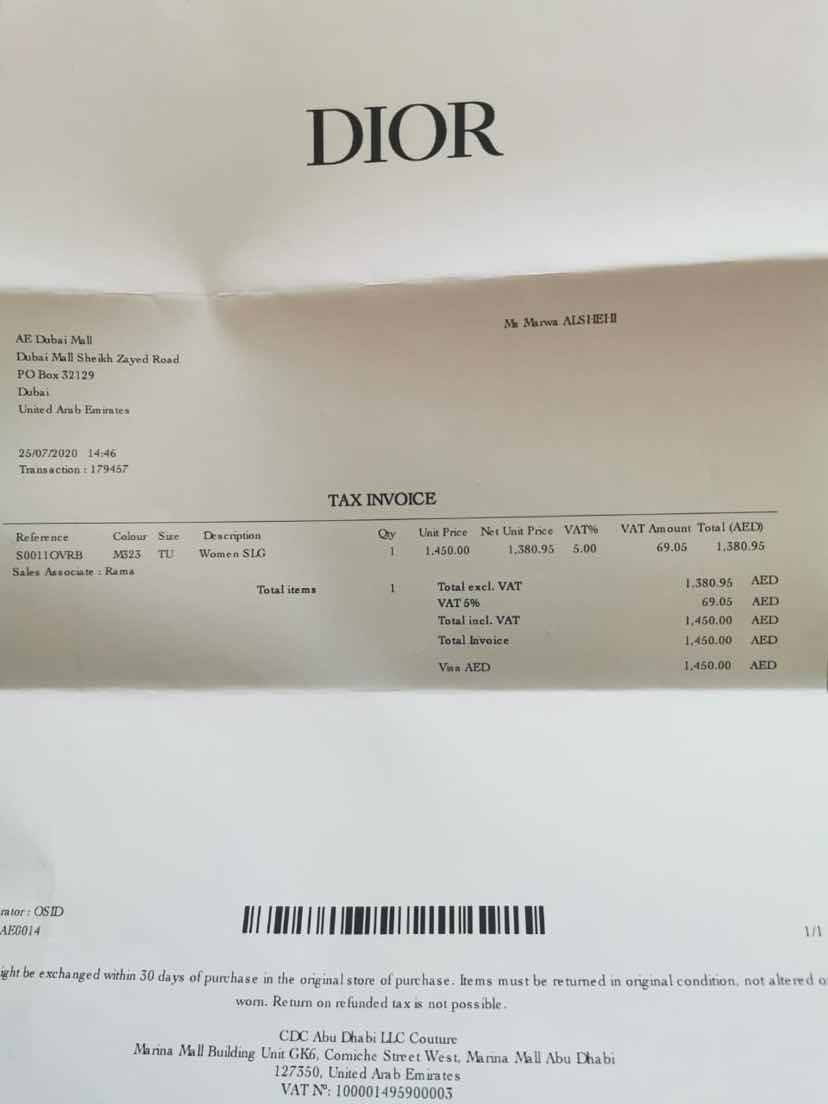 DIOR
Ms Marwa ALSHEHI
AE Dubai Mall
Dubai Mall Sheikh Zayed Road
PO Box 32129
Dubai
United Arab Emirates
25/07/2020 14:46
Transaction : 179457
TAX INVOICE
Reference Colour Size Description Qty Unit Price Net Unit Price VAT% VAT Amount Total (AED)
S0011OVRB M323 TU Women SLG 1 1,450.00 1,380.95 5.00 69.05 1,380.95
Sales Associate : Rama
Total items 1 Total excl. VAT 1,380.95 AED
VAT 5% 69.05 AED
Total incl. VAT 1,450.00 AED
Total Invoice 1,450.00 AED
Visa AED 1,450.00 AED
rator : OSID
AE0014
1/1
ight be exchanged within 30 days of purchase in the original store of purchase. Items must be returned in original condition, not altered o
worn. Return on refunded tax is not possible.
CDC Abu Dhabi LLC Couture
Marina Mall Building Unit GK6, Corniche Street West, Marina Mall Abu Dhabi
127350, United Arab Emirates
VAT Nº: 100001495900003